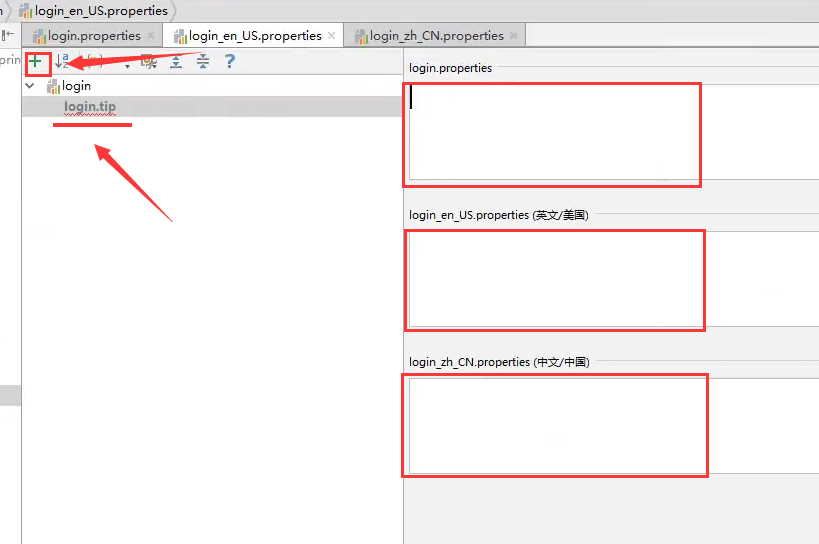 login_en_US.properties
login.properties
login_en_US.properties
login_zh_CN.properties
prin
login
login.tip
login.properties
login_en_US.properties (英文/美国)
login_zh_CN.properties (中文/中国)